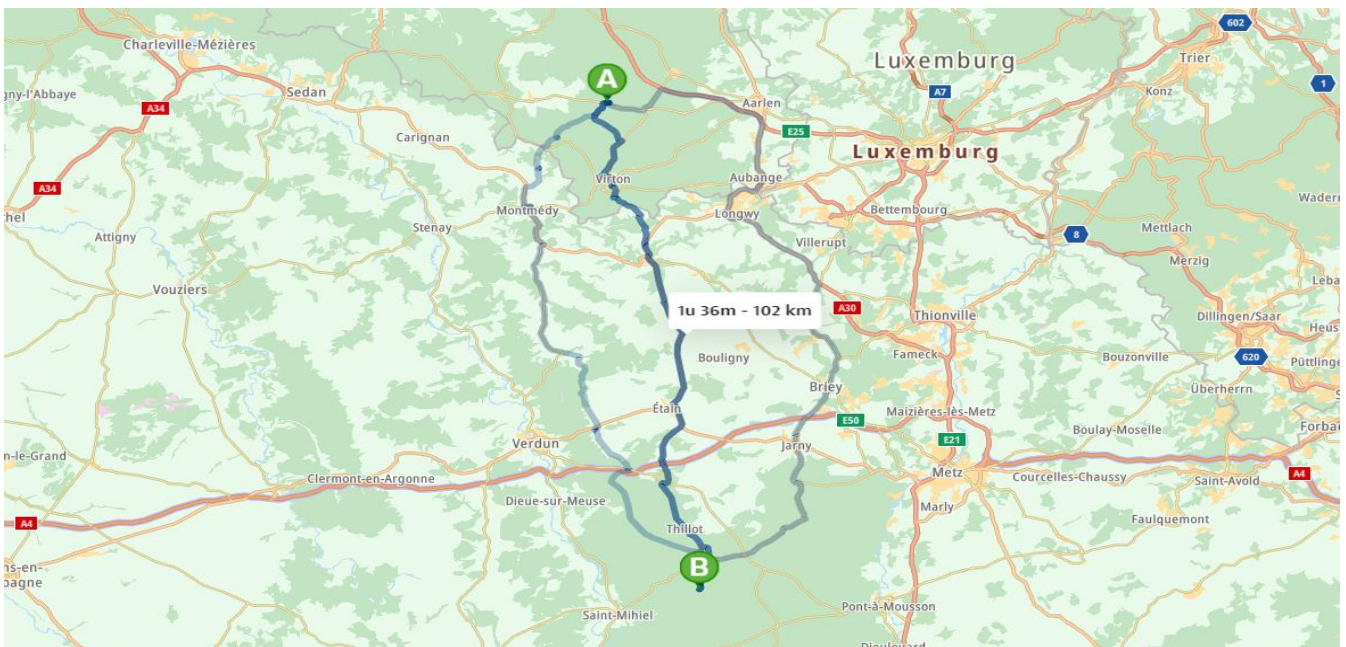 602
Luxemburg
Charleville-Mézières
Trier
A
1
A7
Konz
gny-l'Abbaye
Sedan
A34
Aarlen
E25
Carignan
Luxemburg
Virton
Aubange
A34
Wadern
Montmédy
Longwy
Bettembourg
thel
Stenay
Mettlach
Attigny
Villerupt
8
Merzig
Leba
Vouziers
1u 36m - 102 km
A30
Thionville
Dillingen/Saar
Heus
Bouligny
Fameck
Bouzonville
620
Püttlinge
Briey
Überherrn
Étain
Maizières-lès-Metz
E50
Verdun
E21
Boulay-Moselle
Forbac
Jarny
n-le-Grand
Clermont-en-Argonne
Metz
Courcelles-Chaussy
Saint-Avold
A4
Dieue-sur-Meuse
Marly
A4
Thillot
Faulquemont
B
ns-en-
pagne
Saint-Mihiel
Pont-à-Mousson
Dieulouard